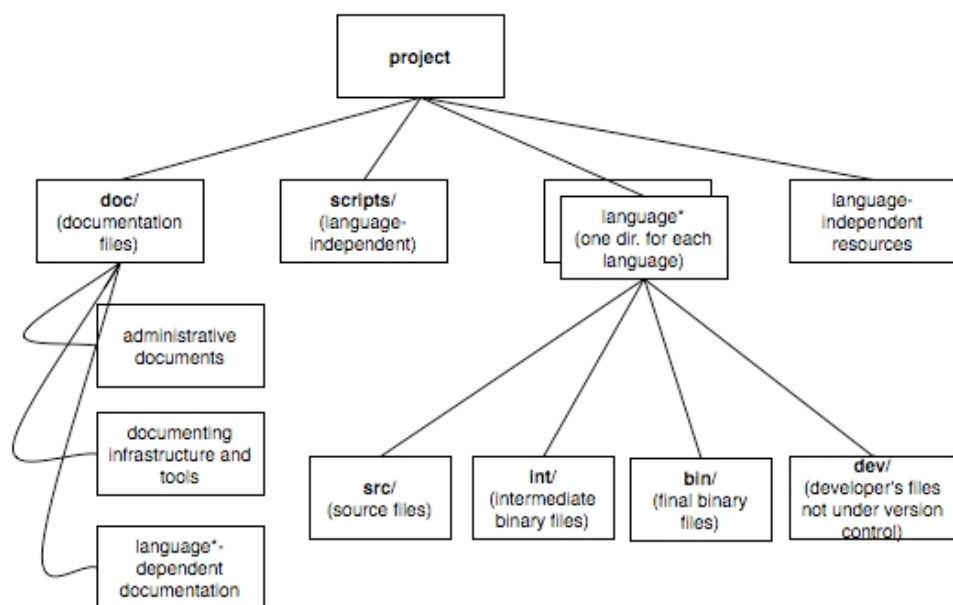 project
doc/
(documentation
files)
scripts/
(language-
independent)
language*
(one dir. for each
language)
language-
independent
resources
administrative
documents
documenting
infrastructure and
tools
language*-
dependent
documentation
src/
(source files)
int/
(intermediate
binary files)
bin/
(final binary
files)
dev/
(developer's files
not under version
control)